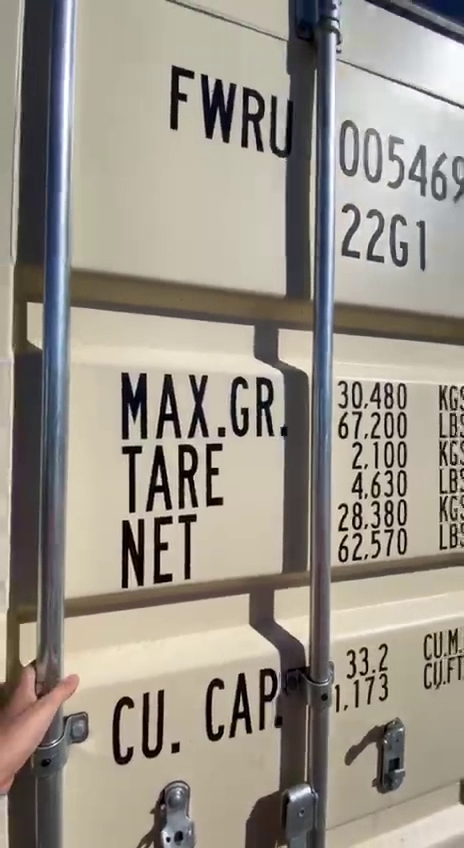 FWRU 005469
22G1
MAX.GR. 30,480 KGS
67,200 LBS
TARE 2,100 KGS
4,630 LBS
NET 28,380 KGS
62,570 LBS
CU. CAP. 33.2 CU.M.
1,173 CU.FT